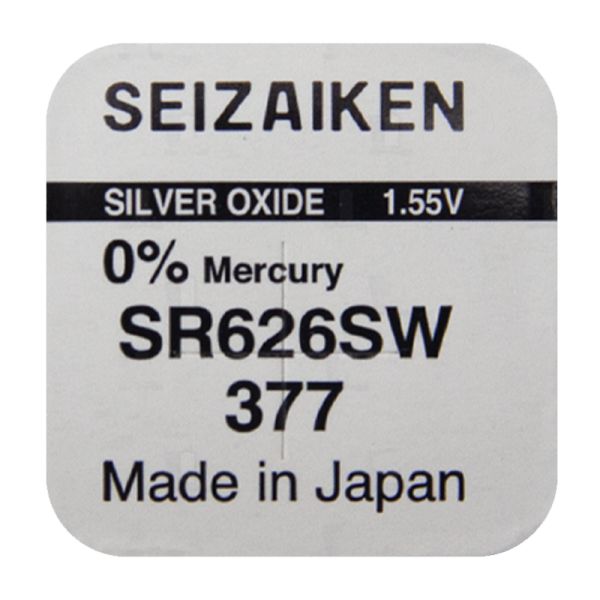 SEIZAIKEN
SILVER OXIDE 1.55V
0% Mercury
SR626SW
377
Made in Japan